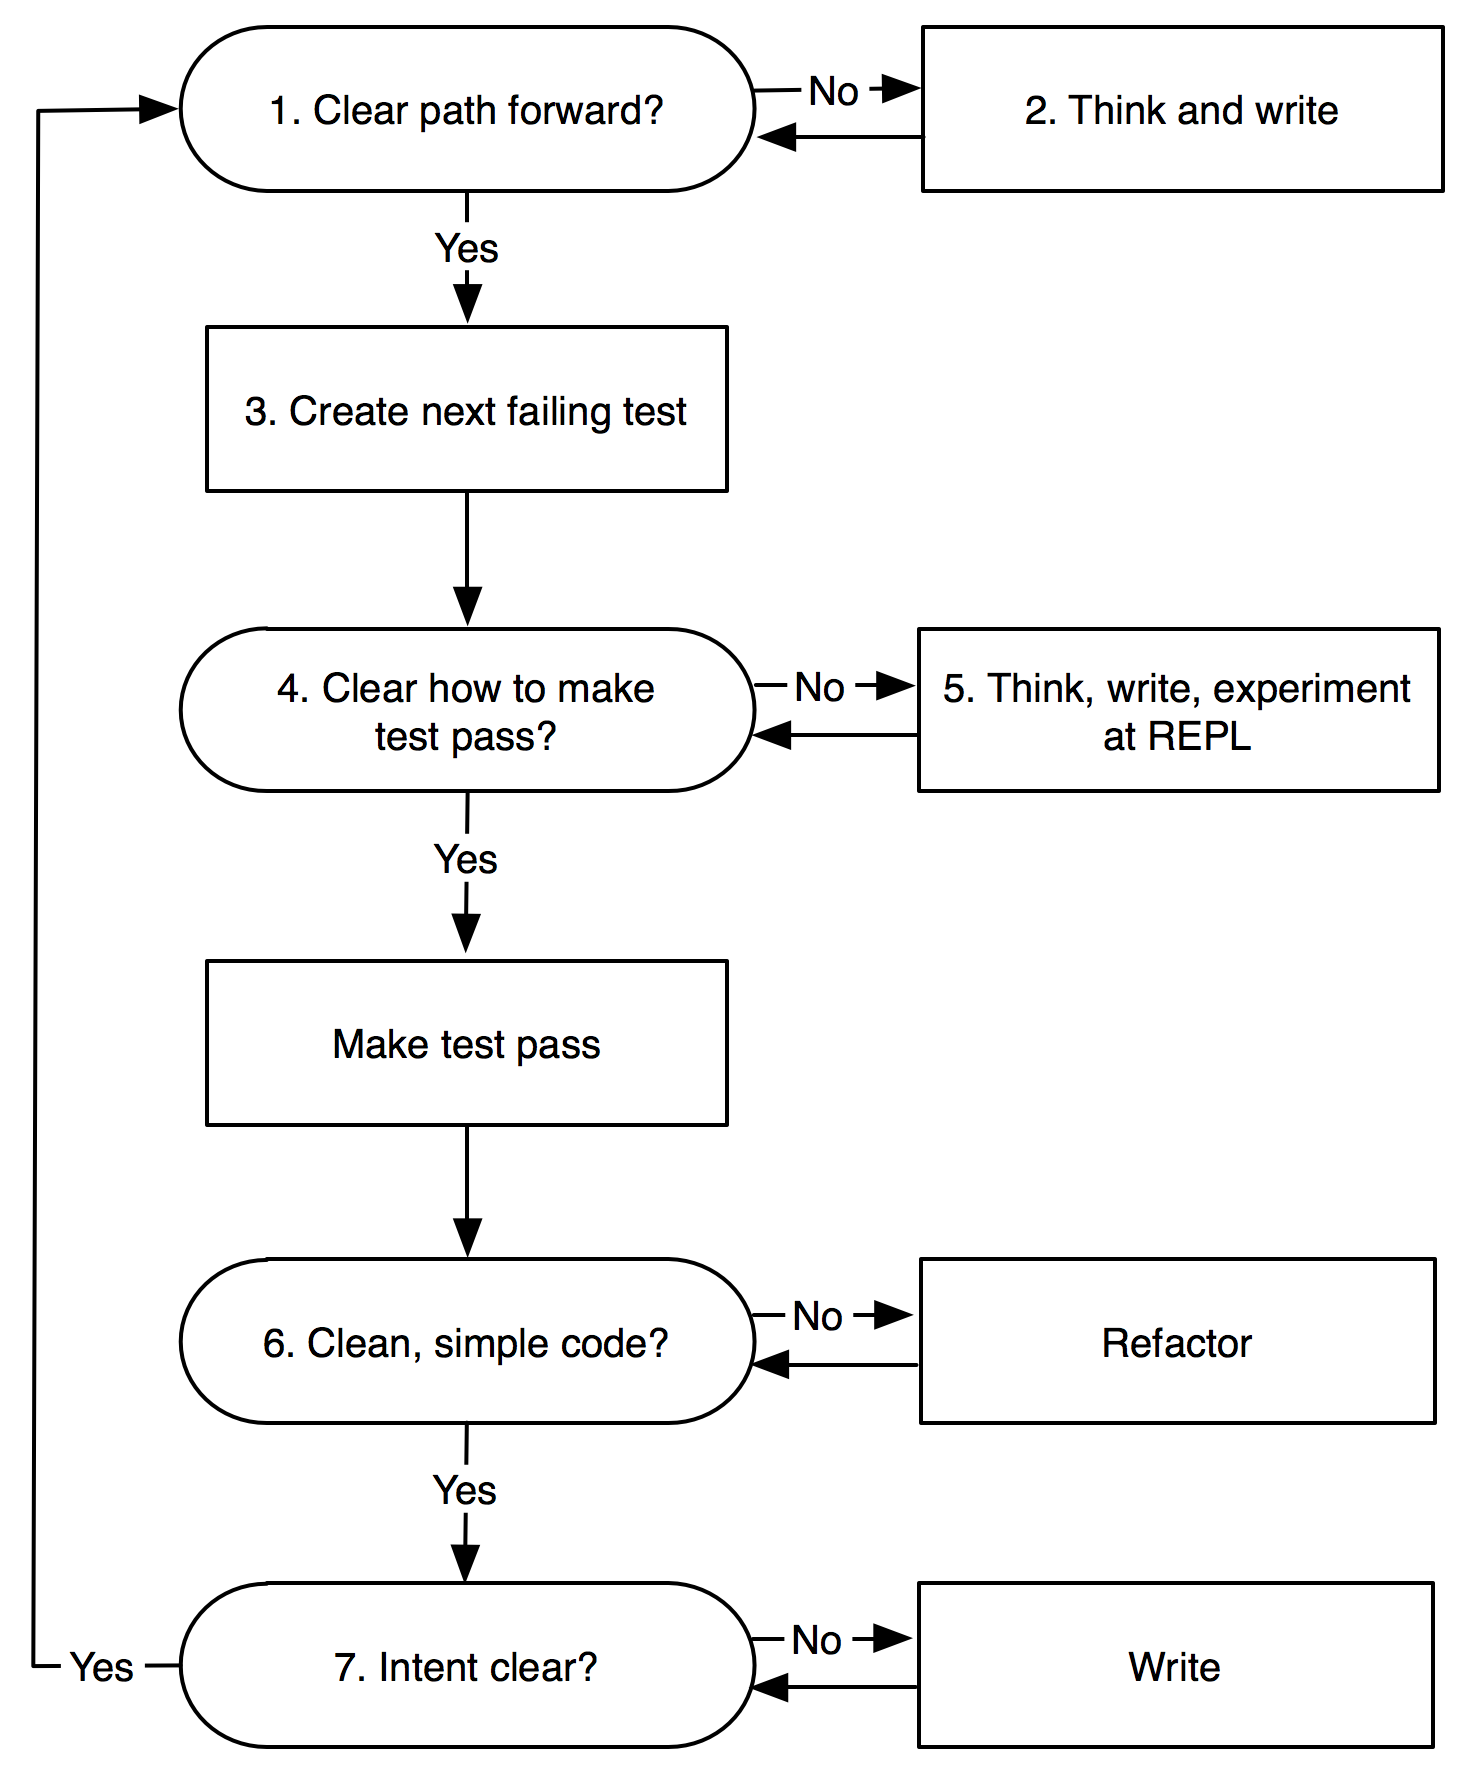 1. Clear path forward?
No
2. Think and write
Yes
3. Create next failing test
4. Clear how to make
test pass?
No
5. Think, write, experiment
at REPL
Yes
Make test pass
6. Clean, simple code?
No
Refactor
Yes
7. Intent clear?
No
Write
Yes